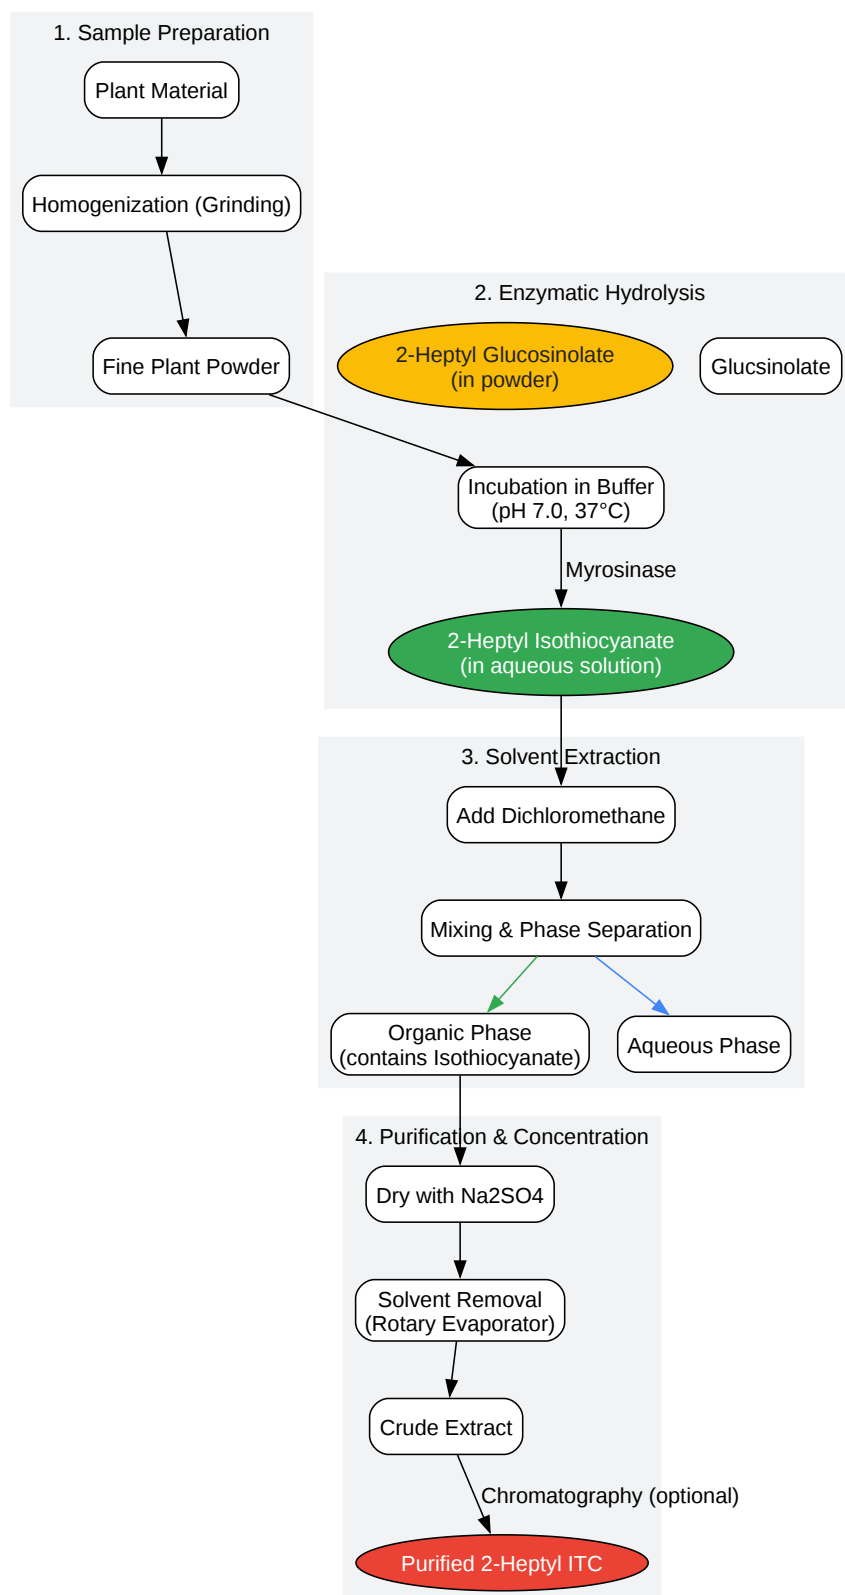 1. Sample Preparation
Plant Material
Homogenization (Grinding)
Fine Plant Powder
2. Enzymatic Hydrolysis
2-Heptyl Glucosinolate
(in powder)
Glucsinolate
Incubation in Buffer
(pH 7.0, 37°C)
Myrosinase
2-Heptyl Isothiocyanate
(in aqueous solution)
3. Solvent Extraction
Add Dichloromethane
Mixing & Phase Separation
Organic Phase
(contains Isothiocyanate)
Aqueous Phase
4. Purification & Concentration
Dry with Na2SO4
Solvent Removal
(Rotary Evaporator)
Crude Extract
Chromatography (optional)
Purified 2-Heptyl ITC